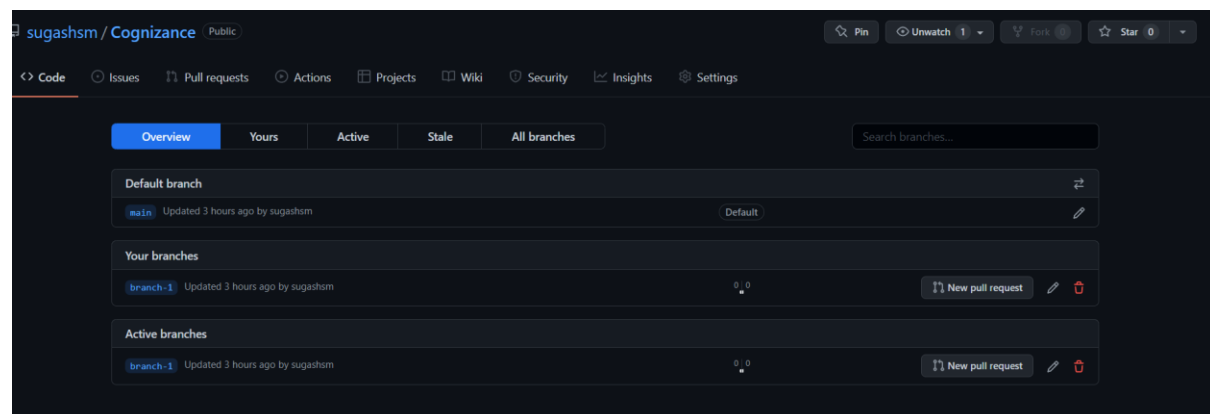 sugashsm / Cognizance Public
Pin Unwatch 1 Fork 0 Star 0
Code Issues Pull requests Actions Projects Wiki Security Insights Settings
Overview Yours Active Stale All branches Search branches...
Default branch
main Updated 3 hours ago by sugashsm Default
Your branches
branch-1 Updated 3 hours ago by sugashsm 0 0 New pull request
Active branches
branch-1 Updated 3 hours ago by sugashsm 0 0 New pull request